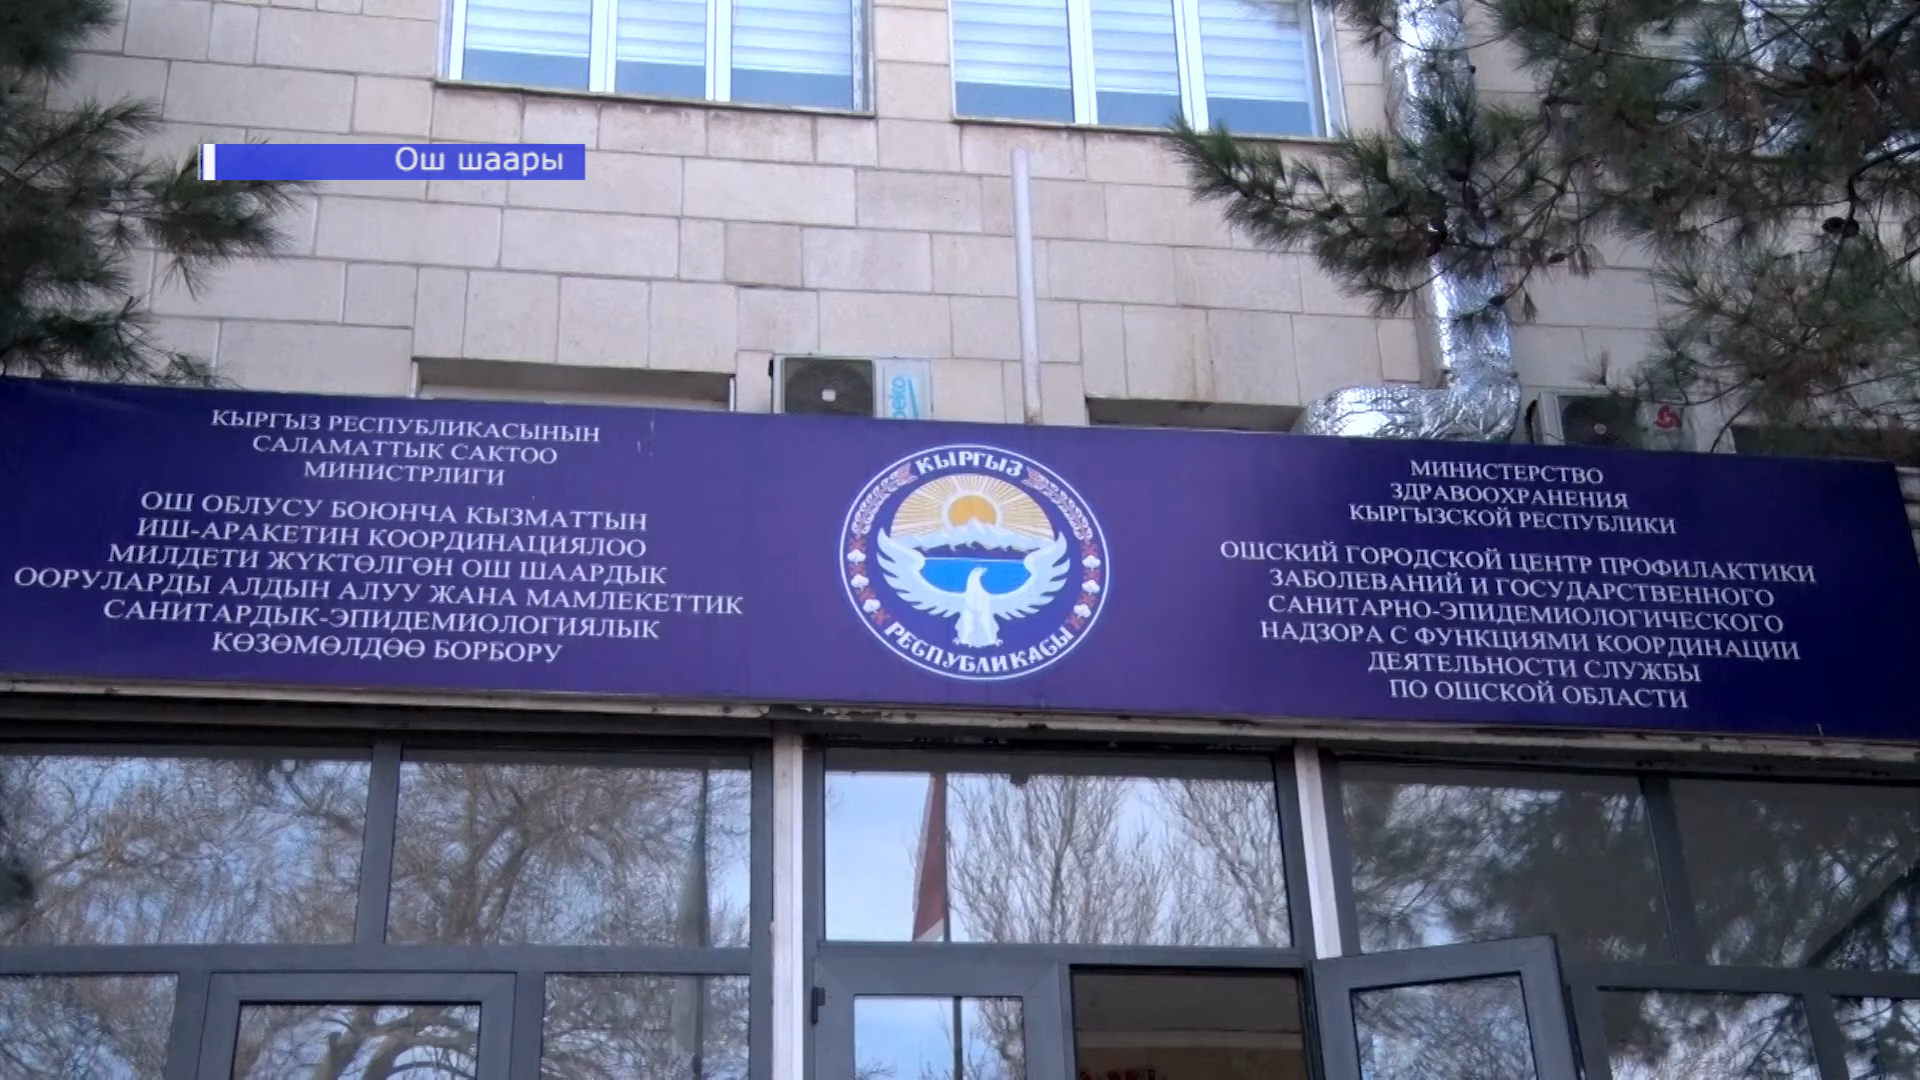 Ош шаары
beko
КЫРГЫЗ РЕСПУБЛИКАСЫНЫН
САЛАМАТТЫК САКТОО
МИНИСТРЛИГИ
ОШ ОБЛУСУ БОЮНЧА КЫЗМАТТЫН
ИШ-АРАКЕТИН КООРДИНАЦИЯЛОО
МИЛДЕТИ ЖҮКТӨЛГӨН ОШ ШААРДЫК
ООРУЛАРДЫ АЛДЫН АЛУУ ЖАНА МАМЛЕКЕТТИК
САНИТАРДЫК-ЭПИДЕМИОЛОГИЯЛЫК
КӨЗӨМӨЛДӨӨ БОРБОРУ
КЫРГЫЗ
РЕСПУБЛИКАСЫ
МИНИСТЕРСТВО
ЗДРАВООХРАНЕНИЯ
КЫРГЫЗСКОЙ РЕСПУБЛИКИ
ОШСКИЙ ГОРОДСКОЙ ЦЕНТР ПРОФИЛАКТИКИ
ЗАБОЛЕВАНИЙ И ГОСУДАРСТВЕННОГО
САНИТАРНО-ЭПИДЕМИОЛОГИЧЕСКОГО
НАДЗОРА С ФУНКЦИЯМИ КООРДИНАЦИИ
ДЕЯТЕЛЬНОСТИ СЛУЖБЫ
ПО ОШСКОЙ ОБЛАСТИ